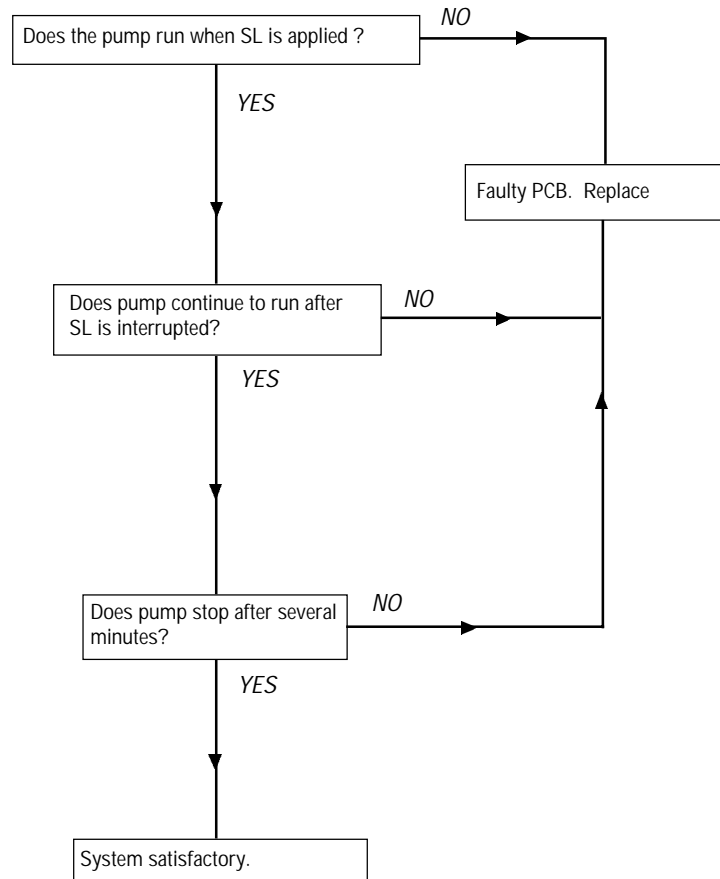 Does the pump run when SL is applied ?
NO
YES
Faulty PCB. Replace
Does pump continue to run after
SL is interrupted?
NO
YES
Does pump stop after several
minutes?
NO
YES
System satisfactory.